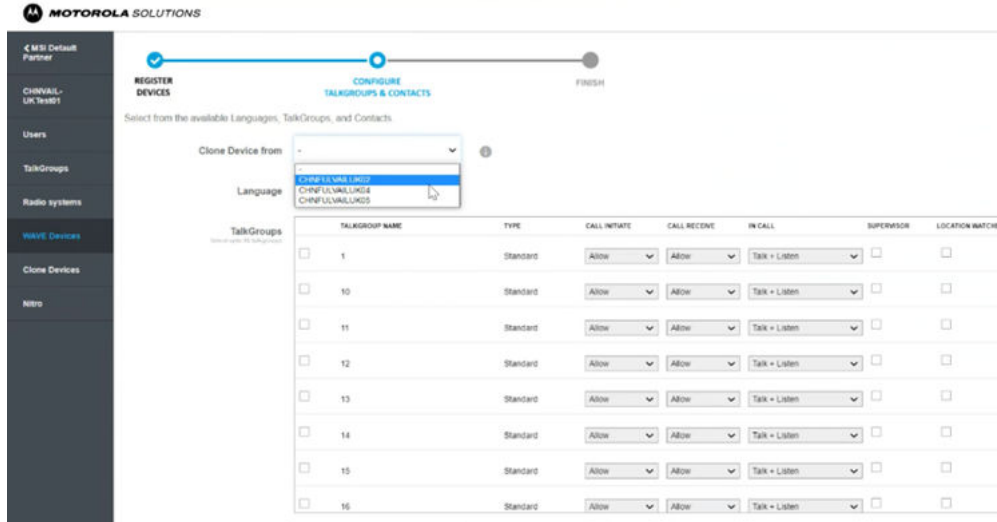 MOTOROLA SOLUTIONS
< MSI Default Partner
CHNVAIL-
UKTest01
Users
TalkGroups
Radio systems
WAVE Devices
Clone Devices
Nitro
REGISTER
DEVICES
CONFIGURE
TALKGROUPS & CONTACTS
FINISH
Select from the available Languages, TalkGroups, and Contacts
Clone Device from -
-
CHNFULVAILUK02
CHNFULVAILUK04
CHNFULVAILUK05
Language
TalkGroups
TALKGROUP NAME TYPE CALL INITIATE CALL RECEIVE IN CALL SUPERVISOR LOCATION WATCHE
1 Standard Allow Allow Talk + Listen
10 Standard Allow Allow Talk + Listen
11 Standard Allow Allow Talk + Listen
12 Standard Allow Allow Talk + Listen
13 Standard Allow Allow Talk + Listen
14 Standard Allow Allow Talk + Listen
15 Standard Allow Allow Talk + Listen
16 Standard Allow Allow Talk + Listen